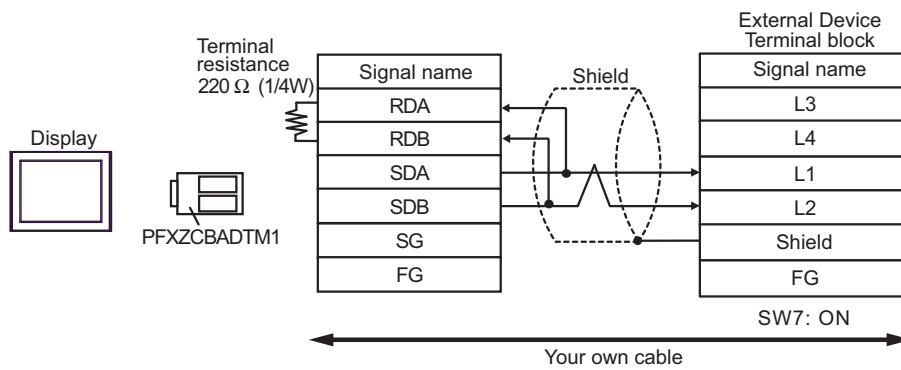 External Device
Terminal block
Terminal
resistance
220 Ω (1/4W)
Signal name
Shield
Signal name
RDA
L3
Display
RDB
L4
SDA
L1
SDB
L2
PFXZCBADTM1
SG
Shield
FG
FG
SW7: ON
Your own cable